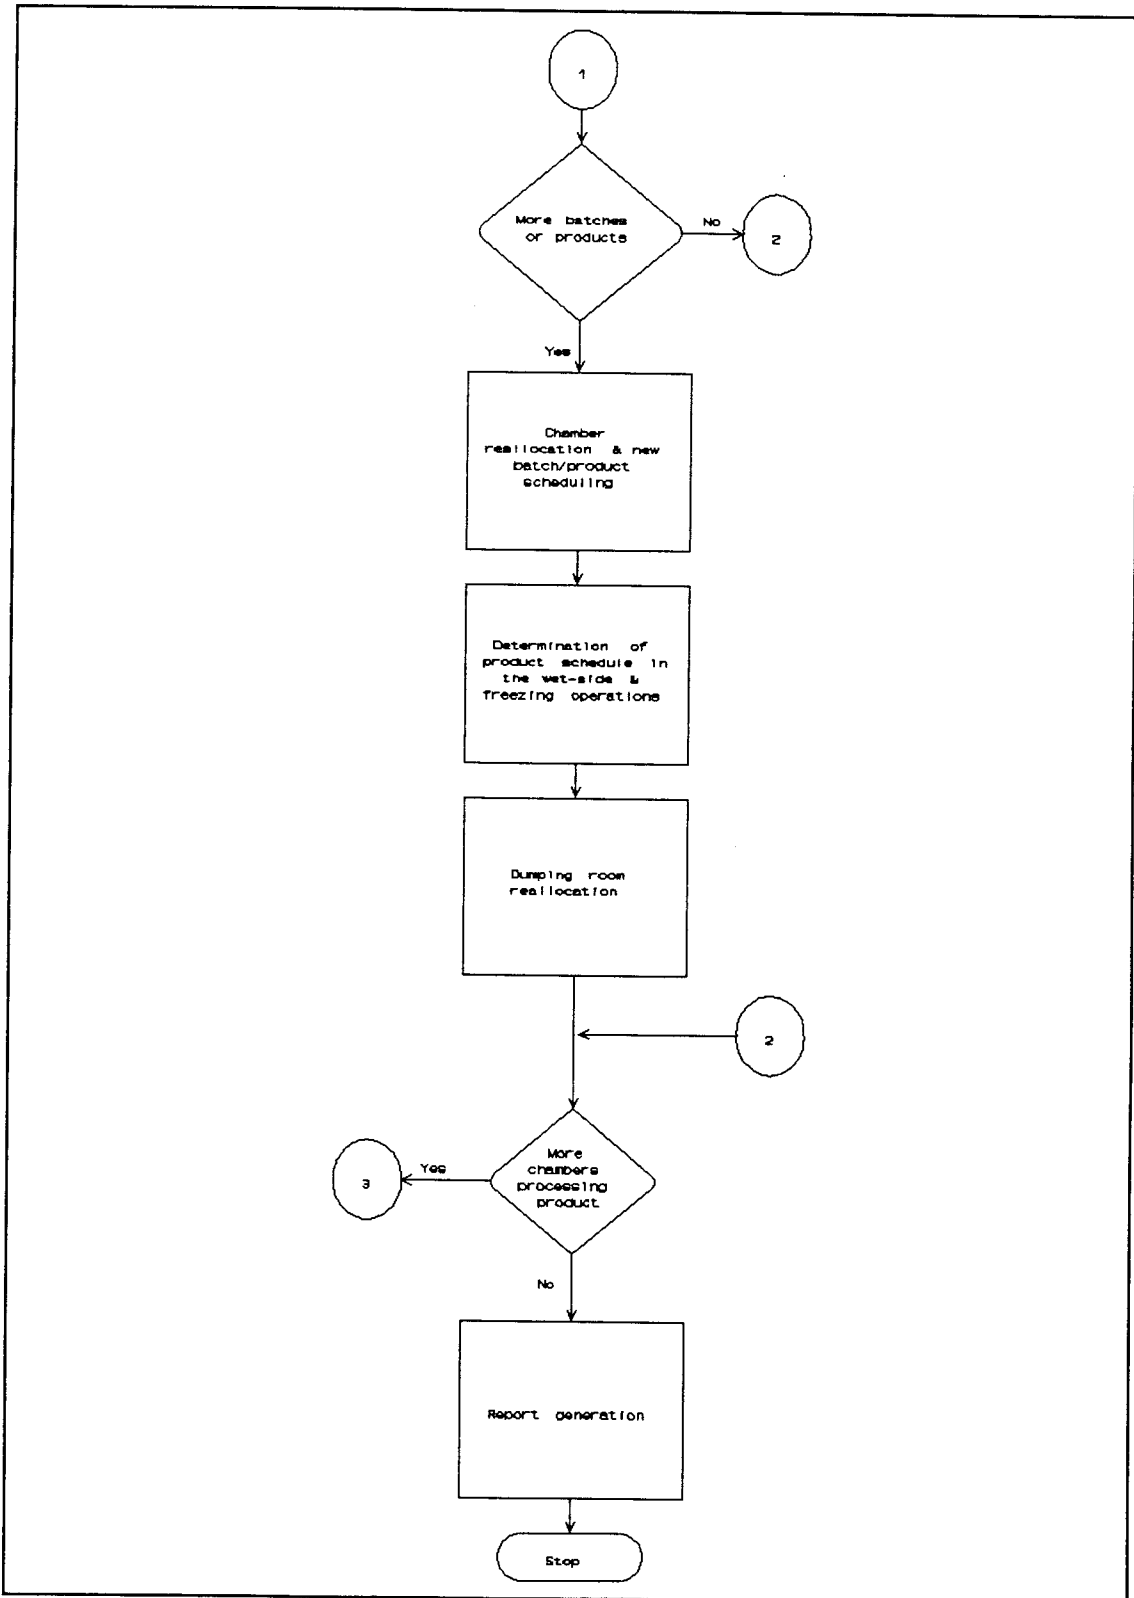 1
More batches
or products
No
2
Yes
Chamber
reallocation & new
batch/product
scheduling
Determination of
product schedule in
the wet-side &
freezing operations
Dumping room
reallocation
2
More
chambers
processing
product
Yes
3
No
Report generation
Stop